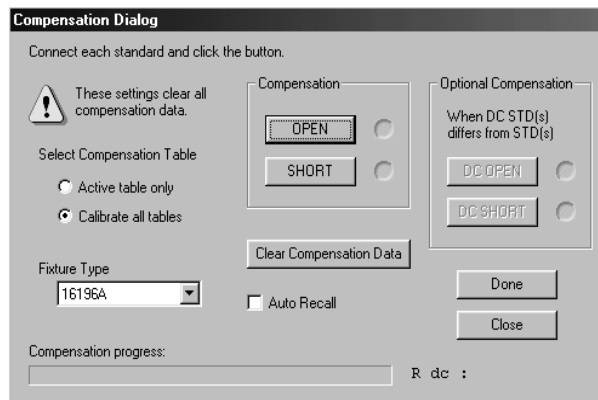 Compensation Dialog
Connect each standard and click the button.
These settings clear all
compensation data.
Select Compensation Table
Active table only
Calibrate all tables
Fixture Type
16196A
Compensation
OPEN
SHORT
Clear Compensation Data
Auto Recall
Optional Compensation
When DC STD(s)
differs from STD(s)
DC OPEN
DC SHORT
Done
Close
Compensation progress:
R dc :